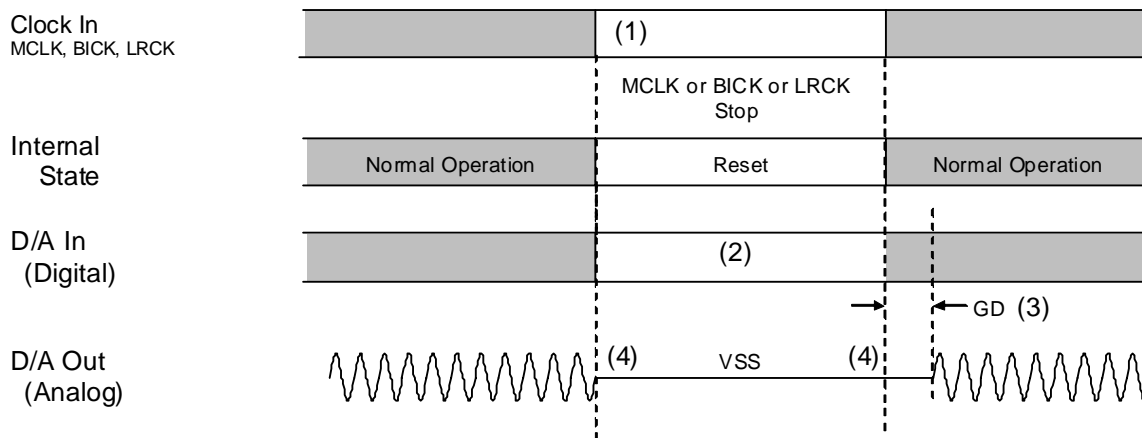 Clock In
MCLK, BICK, LRCK
(1)
MCLK or BICK or LRCK
Stop
Internal
State
Normal Operation
Reset
Normal Operation
D/A In
(Digital)
(2)
GD (3)
D/A Out
(Analog)
(4)
VSS
(4)